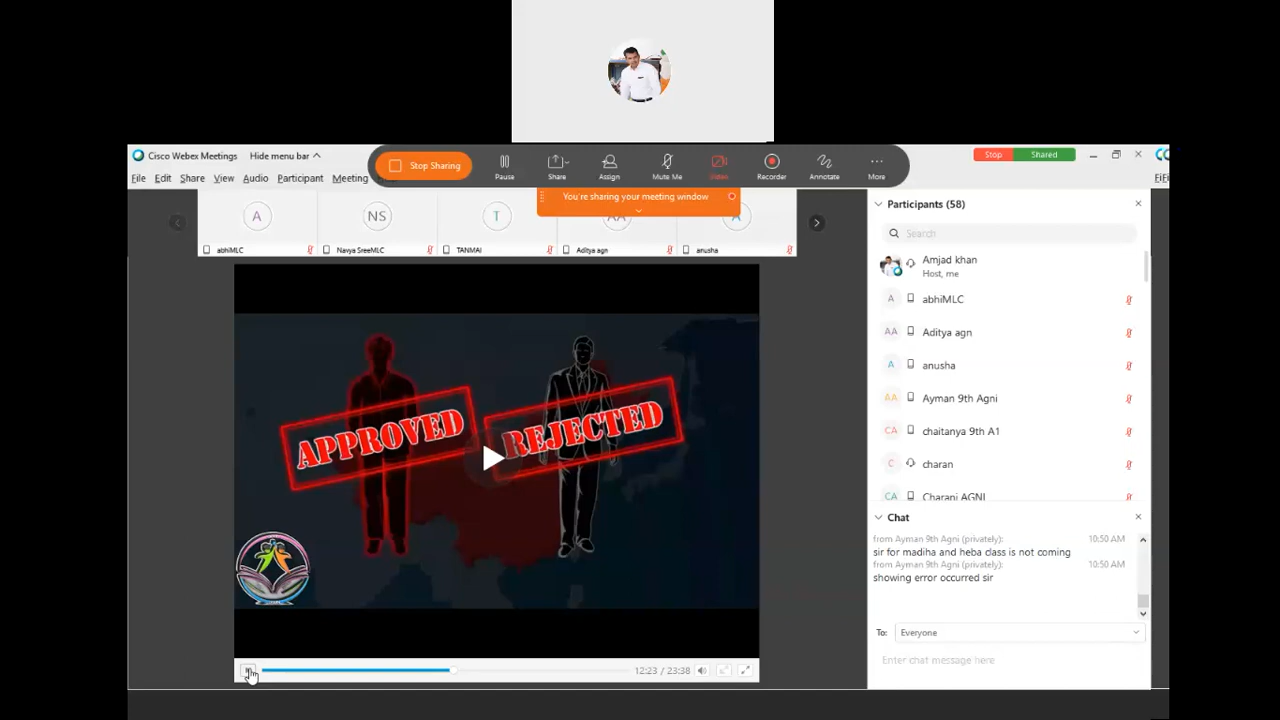 Cisco Webex Meetings
Hide menu bar
Stop Sharing
Pause
Share
Assign
Mute Me
Recorder
Annotate
More
Stop
Shared
File
Edit
Share
View
Audio
Participant
Meeting
You're sharing your meeting window
A
NS
T
AA
A
abhiMLC
Navya SreeMLC
TANMAI
Aditya agn
anusha
Participants (58)
Search
Amjad khan
Host, me
A
abhiMLC
AA
Aditya agn
A
anusha
AA
Ayman 9th Agni
CA
chaitanya 9th A1
C
charan
CA
Charani AGNI
APPROVED
REJECTED
12:23 / 23:38
Chat
from Ayman 9th Agni (privately):
10:50 AM
sir for madiha and heba class is not coming
from Ayman 9th Agni (privately):
10:50 AM
showing error occurred sir
To:
Everyone
Enter chat message here